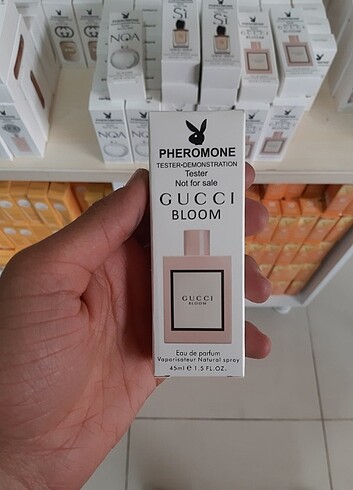 PHEROMONE
TESTER-DEMONSTRATION
Tester
Not for sale
GUCCI
BLOOM
GUCCI
BLOOM
Eau de parfum
Vaporisateur Natural spray
45ml e 1.5 FL.OZ.